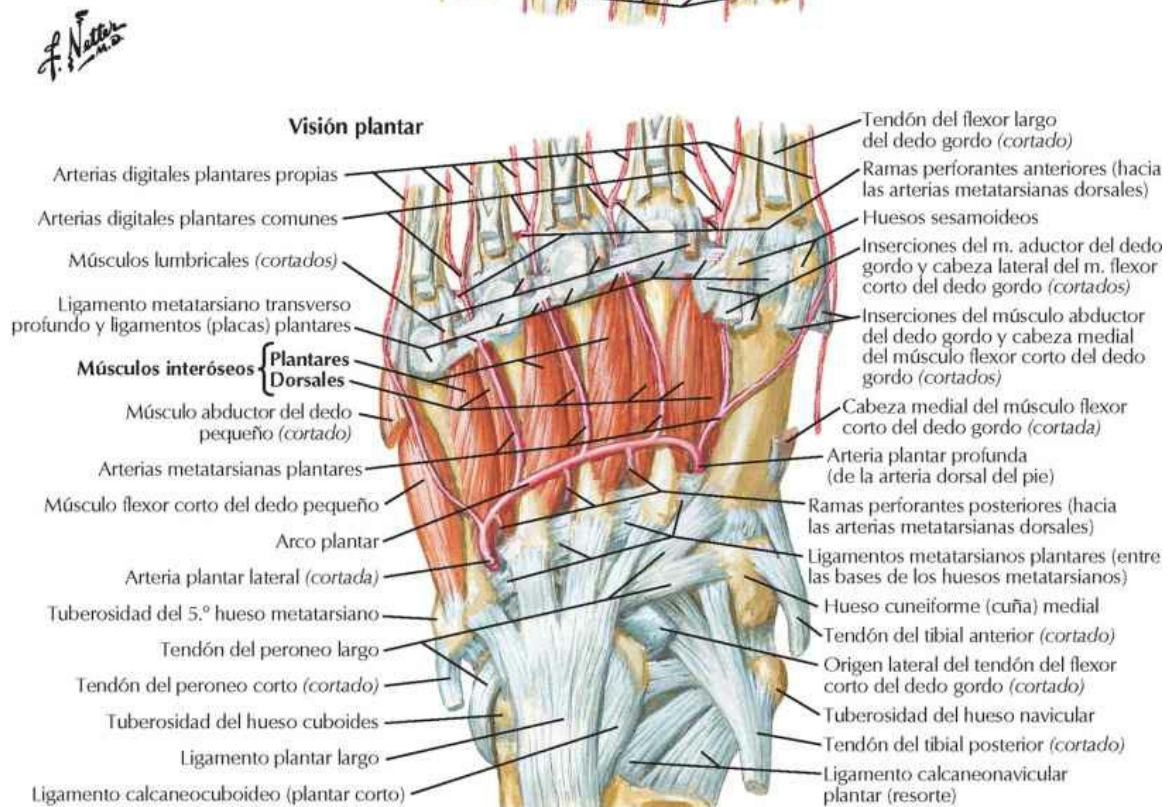 F. Netter
M.D.
Visión plantar
Arterias digitales plantares propias
Arterias digitales plantares comunes
Músculos lumbricales (cortados)
Ligamento metatarsiano transverso
profundo y ligamentos (placas) plantares
Músculos interóseos
Plantares
Dorsales
Músculo abductor del dedo
pequeño (cortado)
Arterias metatarsianas plantares
Músculo flexor corto del dedo pequeño
Arco plantar
Arteria plantar lateral (cortada)
Tuberosidad del 5.º hueso metatarsiano
Tendón del peroneo largo
Tendón del peroneo corto (cortado)
Tuberosidad del hueso cuboides
Ligamento plantar largo
Ligamento calcaneocuboideo (plantar corto)
Tendón del flexor largo
del dedo gordo (cortado)
Ramas perforantes anteriores (hacia
las arterias metatarsianas dorsales)
Huesos sesamoideos
Inserciones del m. aductor del dedo
gordo y cabeza lateral del m. flexor
corto del dedo gordo (cortados)
Inserciones del músculo abductor
del dedo gordo y cabeza medial
del músculo flexor corto del dedo
gordo (cortados)
Cabeza medial del músculo flexor
corto del dedo gordo (cortada)
Arteria plantar profunda
(de la arteria dorsal del pie)
Ramas perforantes posteriores (hacia
las arterias metatarsianas dorsales)
Ligamentos metatarsianos plantares (entre
las bases de los huesos metatarsianos)
Hueso cuneiforme (cuña) medial
Tendón del tibial anterior (cortado)
Origen lateral del tendón del flexor
corto del dedo gordo (cortado)
Tuberosidad del hueso navicular
Tendón del tibial posterior (cortado)
Ligamento calcaneonavicular
plantar (resorte)